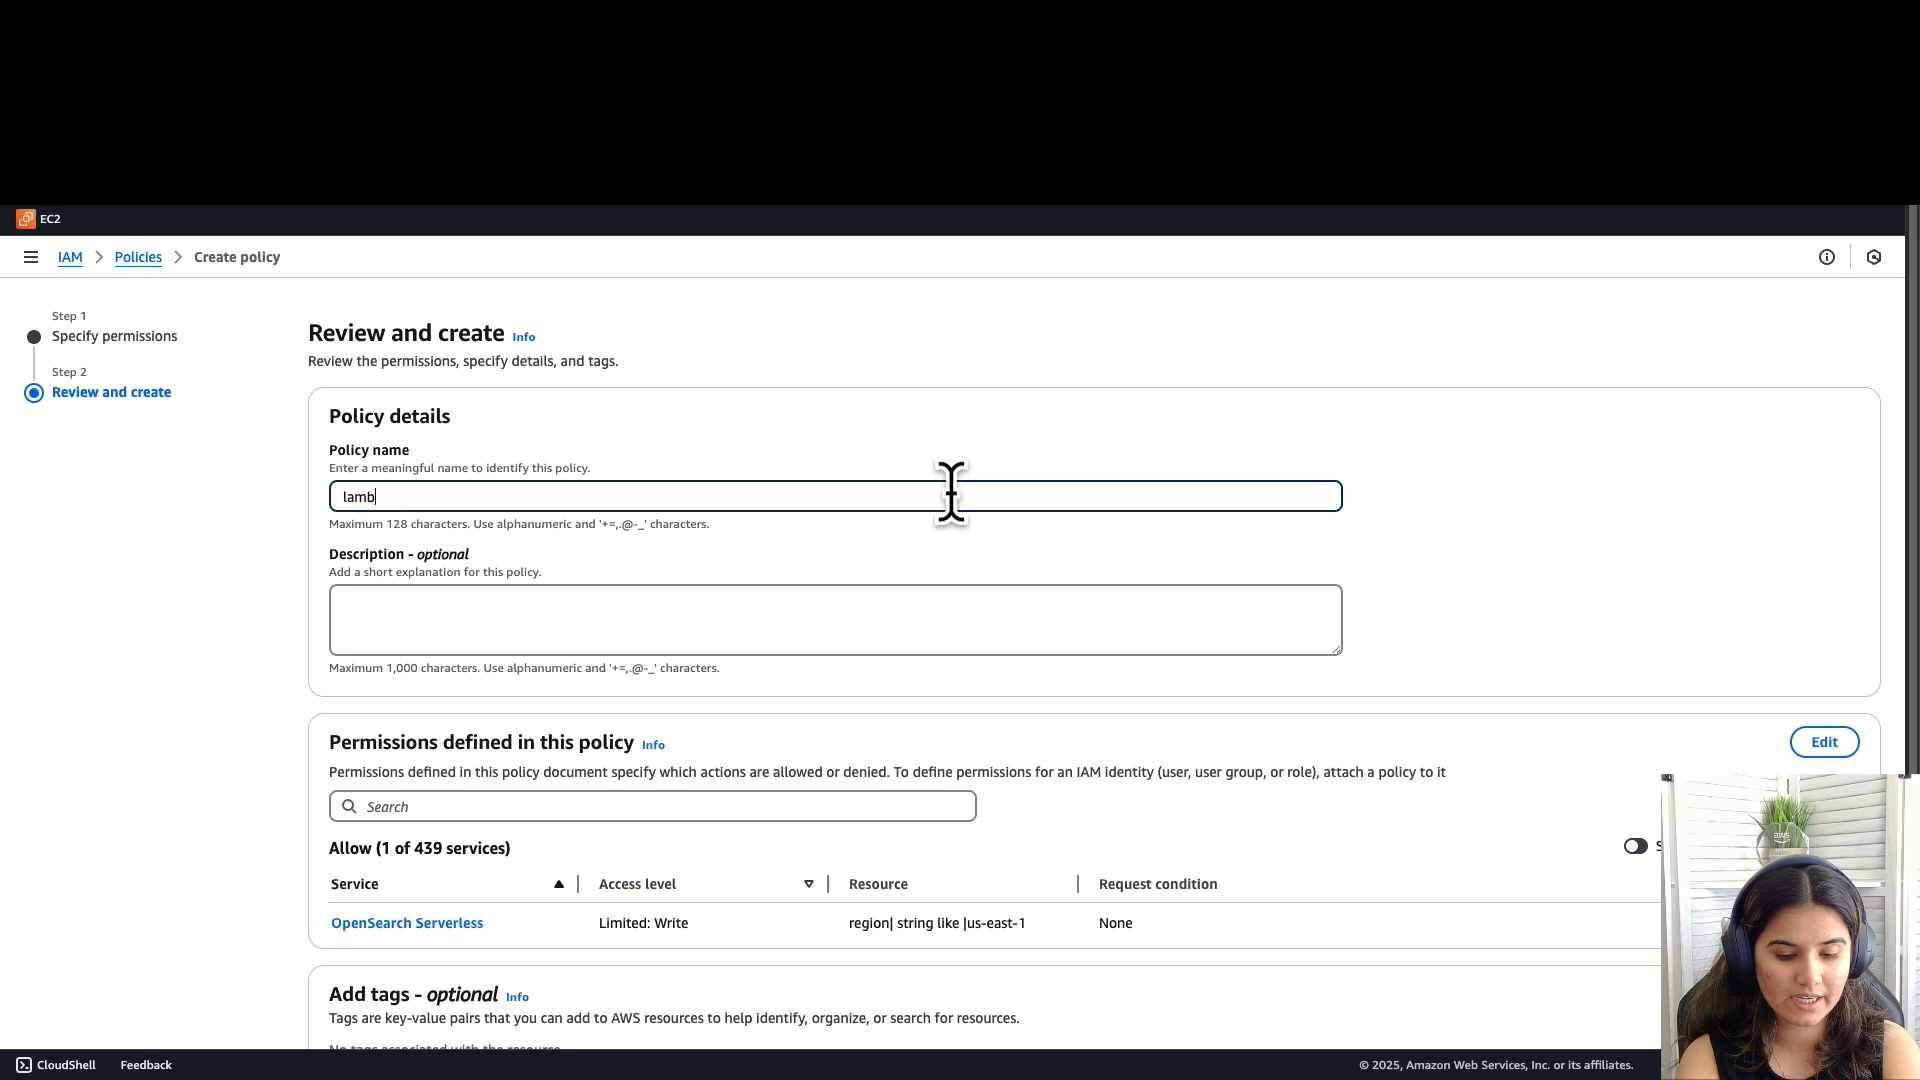 EC2
IAM > Policies > Create policy
Step 1
Specify permissions
Step 2
Review and create
Review and create Info
Review the permissions, specify details, and tags.
Policy details
Policy name
Enter a meaningful name to identify this policy.
lamb
Maximum 128 characters. Use alphanumeric and '+=,.@-_' characters.
Description - optional
Add a short explanation for this policy.
Maximum 1,000 characters. Use alphanumeric and '+=,.@-_' characters.
Permissions defined in this policy Info
Edit
Permissions defined in this policy document specify which actions are allowed or denied. To define permissions for an IAM identity (user, user group, or role), attach a policy to it
Search
Allow (1 of 439 services)
Service Access level Resource Request condition
OpenSearch Serverless Limited: Write region| string like |us-east-1 None
aws
Add tags - optional Info
Tags are key-value pairs that you can add to AWS resources to help identify, organize, or search for resources.
No tags associated with the resource.
CloudShell Feedback © 2025, Amazon Web Services, Inc. or its affiliates.